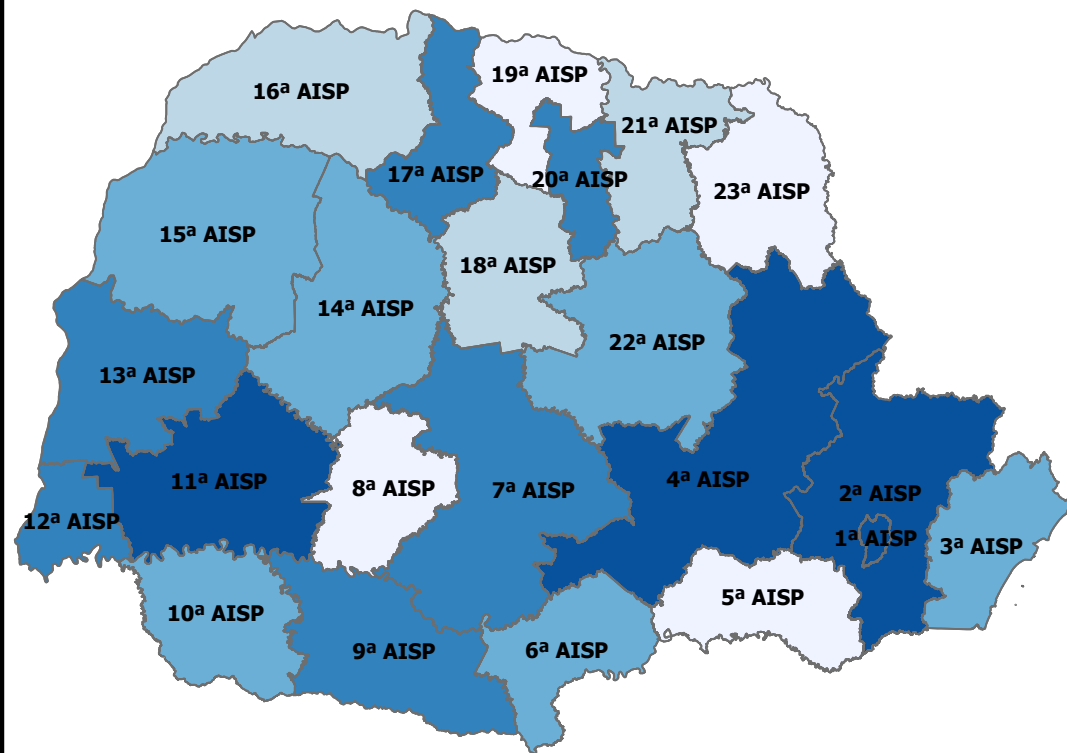 19ª AISP
16ª AISP
21ª AISP
17ª AISP
20ª AISP
23ª AISP
15ª AISP
18ª AISP
14ª AISP
22ª AISP
13ª AISP
11ª AISP
8ª AISP
7ª AISP
4ª AISP
2ª AISP
12ª AISP
1ª AISP
3ª AISP
5ª AISP
10ª AISP
9ª AISP
6ª AISP